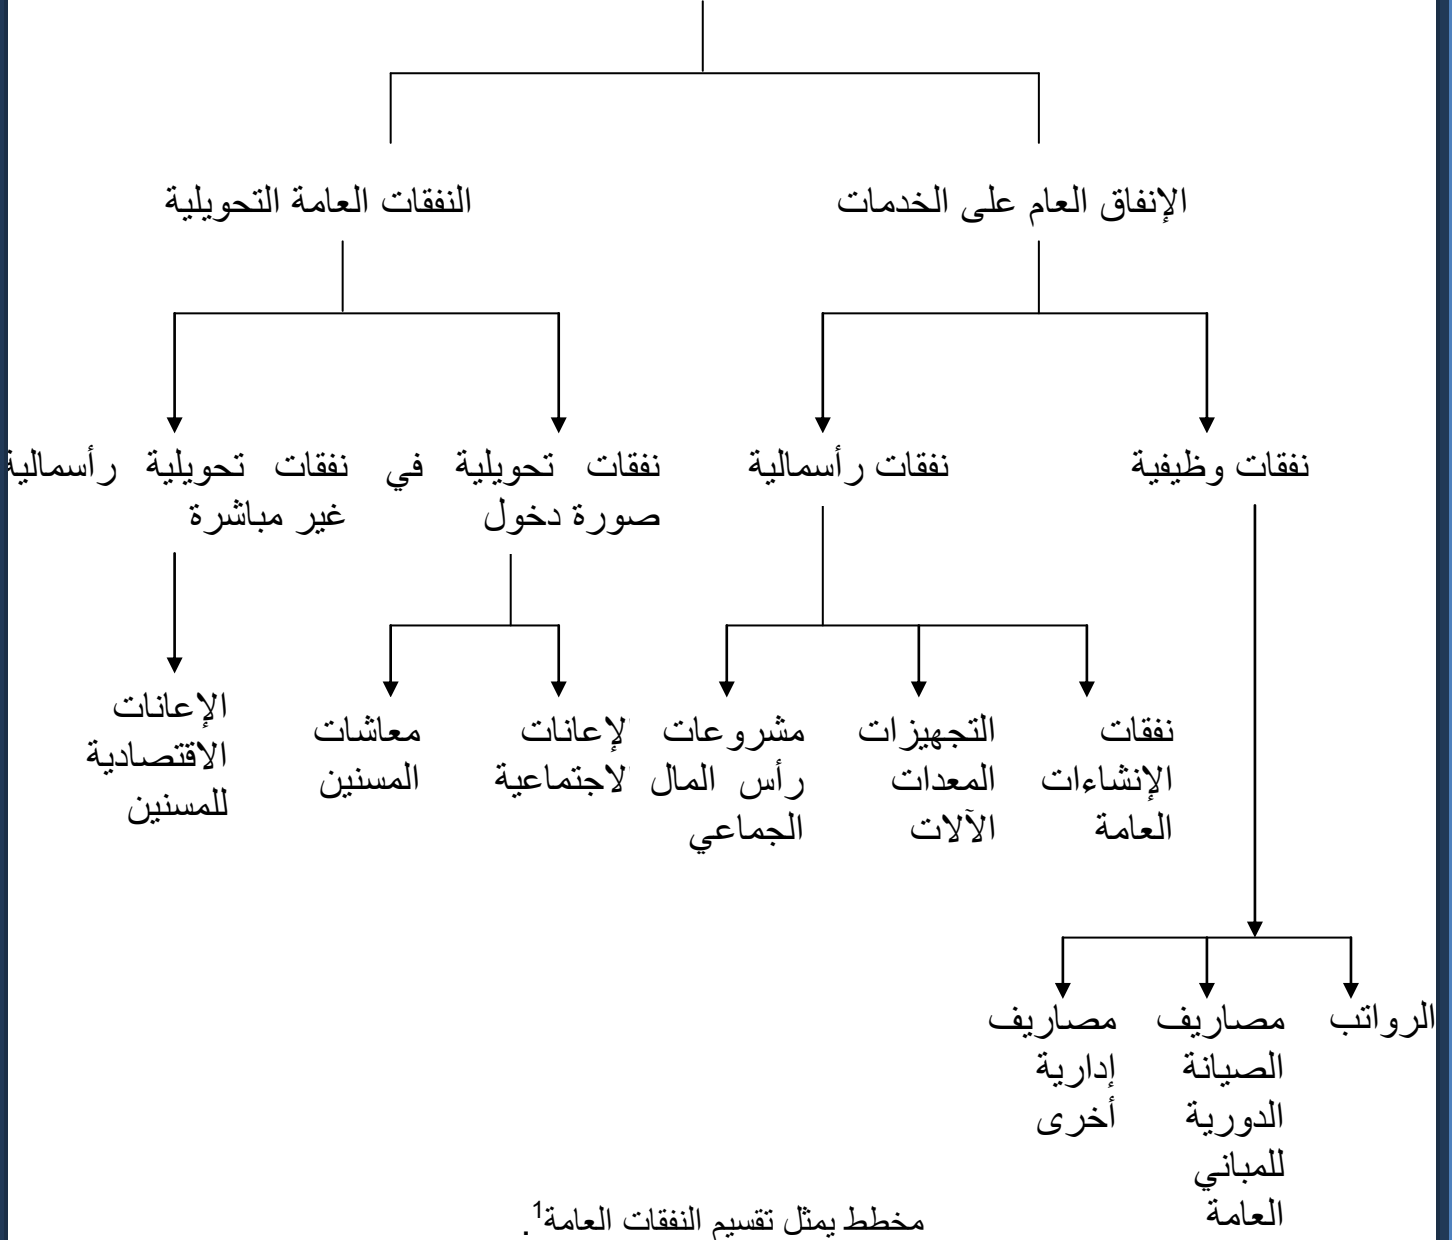 الإنفاق العام على الخدمات
النفقات العامة التحويلية
نفقات وظيفية
نفقات رأسمالية
نفقات تحويلية في
صورة دخول
نفقات تحويلية رأسمالية
غير مباشرة
نفقات
الإنشاءات
العامة
التجهيزات
المعدات
الآلات
مشروعات
رأس المال
الجماعي
لإعانات
لاجتماعية
معاشات
المسنين
الإعانات
الاقتصادية
للمسنين
الرواتب
مصاريف
الصيانة
الدورية
للمباني
العامة
مصاريف
إدارية
أخرى
مخطط يمثل تقسيم النفقات العامة¹.